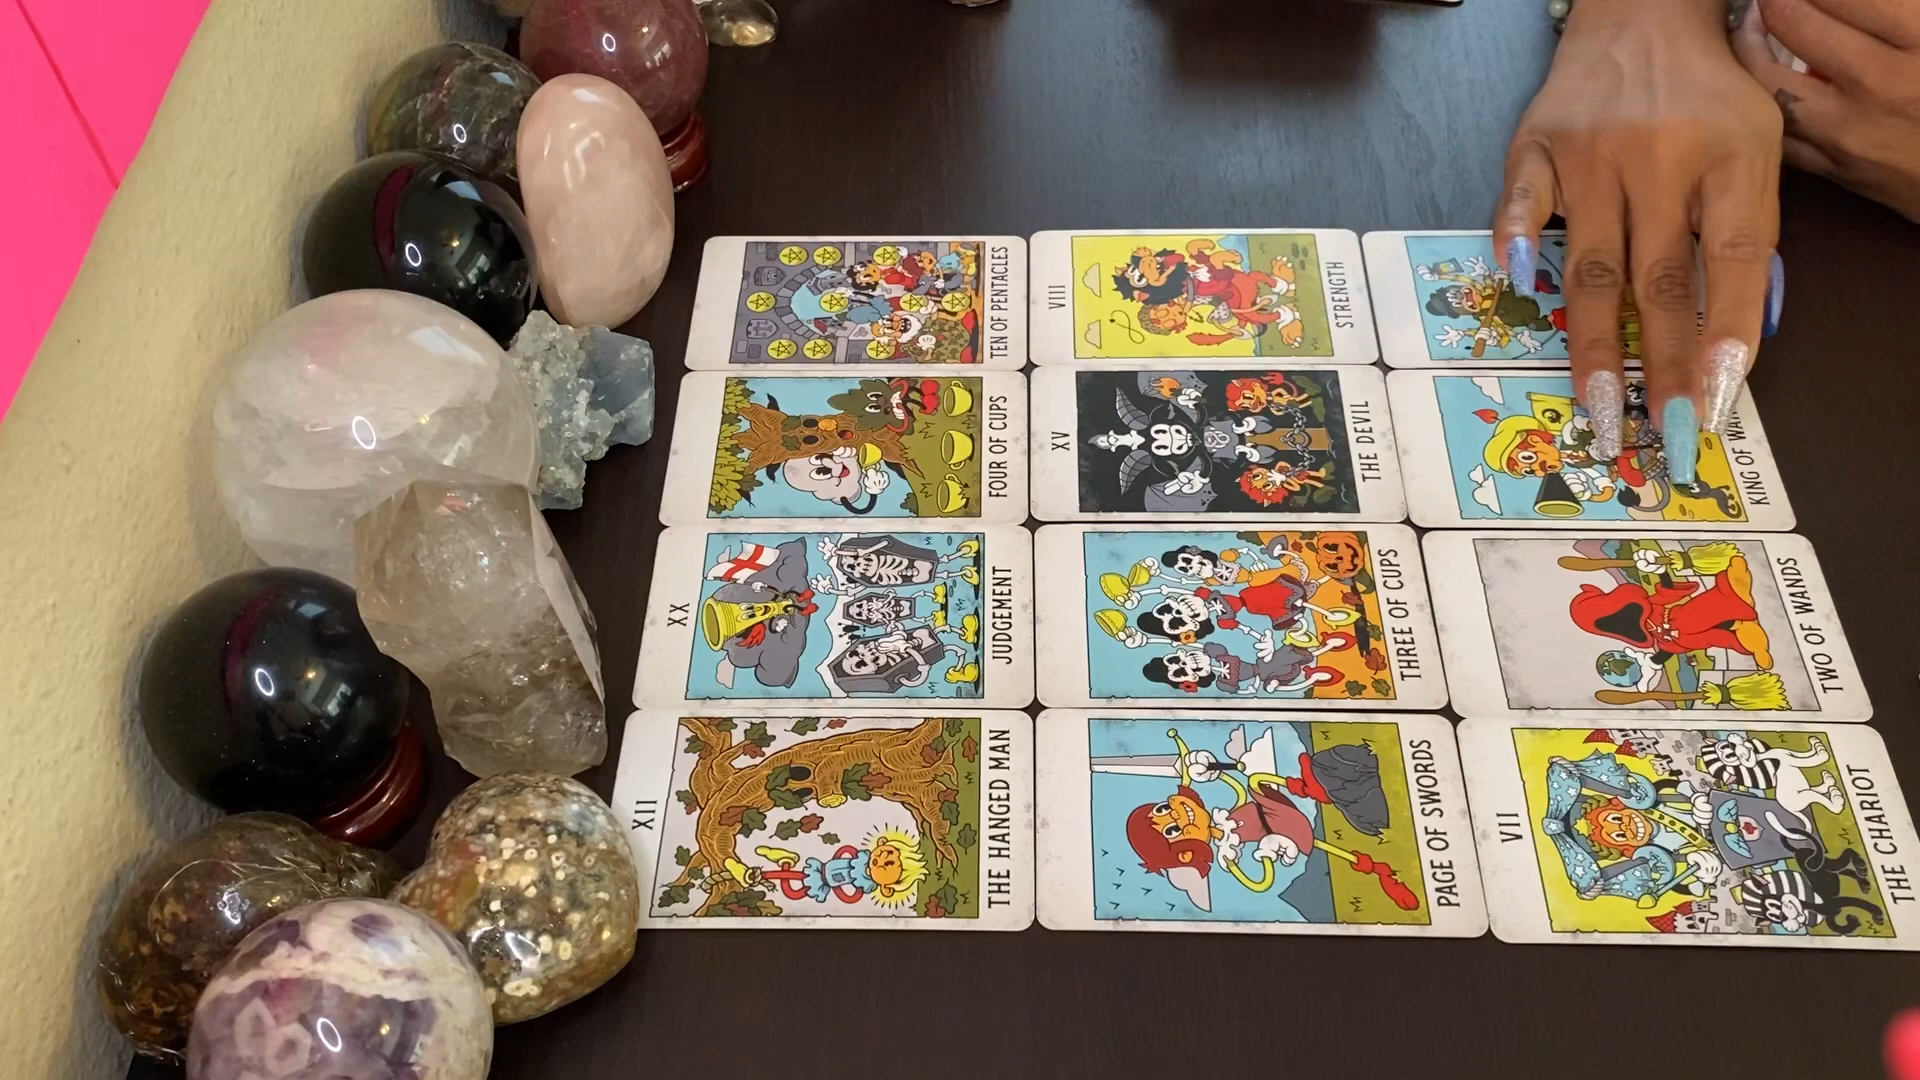 TEN OF PENTACLES
VIII
STRENGTH
FOUR OF CUPS
XV
THE DEVIL
KING OF WAN
XX
JUDGEMENT
THREE OF CUPS
TWO OF WANDS
XII
THE HANGED MAN
PAGE OF SWORDS
VII
THE CHARIOT